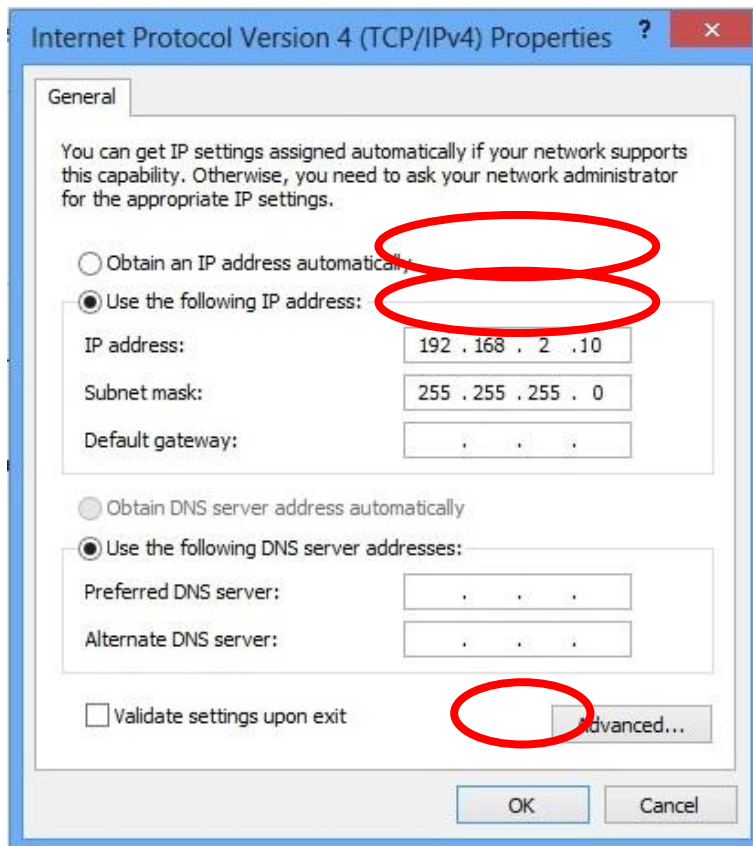 Internet Protocol Version 4 (TCP/IPv4) Properties ? ×
General
You can get IP settings assigned automatically if your network supports
this capability. Otherwise, you need to ask your network administrator
for the appropriate IP settings.
Obtain an IP address automatically
Use the following IP address:
IP address: 192 . 168 . 2 . 10
Subnet mask: 255 . 255 . 255 . 0
Default gateway: . . .
Obtain DNS server address automatically
Use the following DNS server addresses:
Preferred DNS server: . . .
Alternate DNS server: . . .
Validate settings upon exit Advanced...
OK Cancel